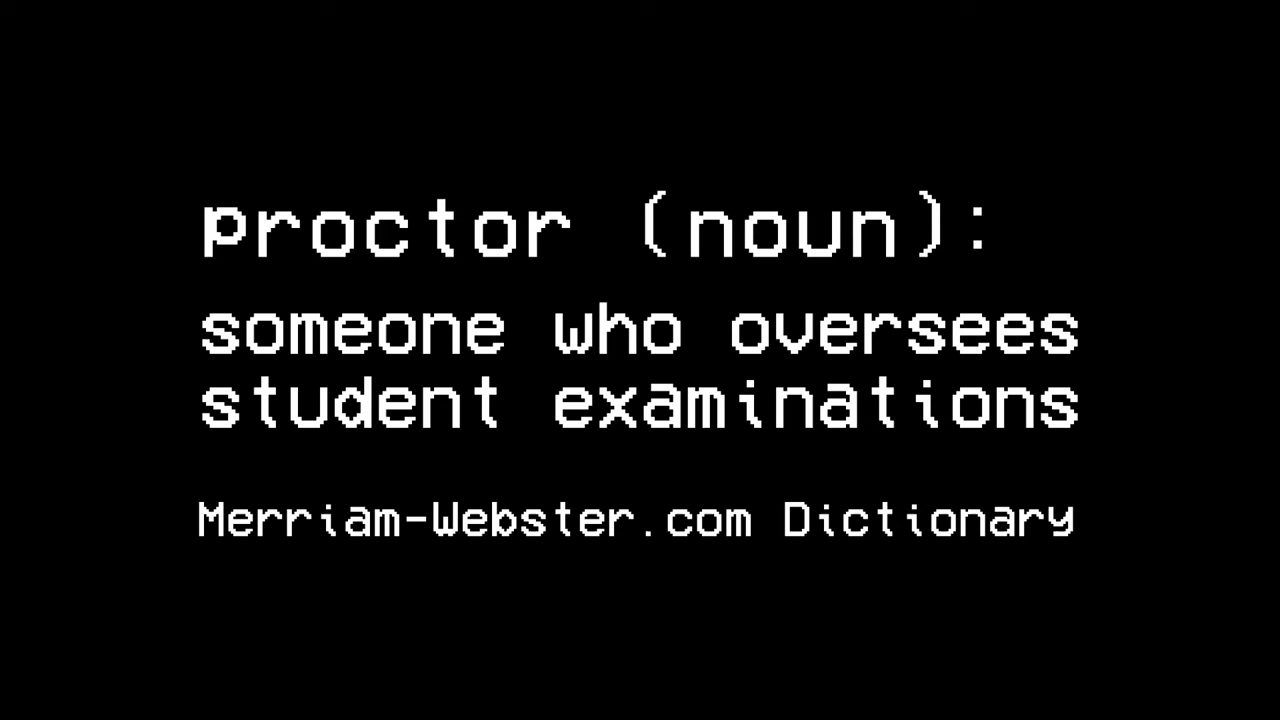 proctor (noun):
someone who oversees
student examinations
Merriam-Webster.com Dictionary